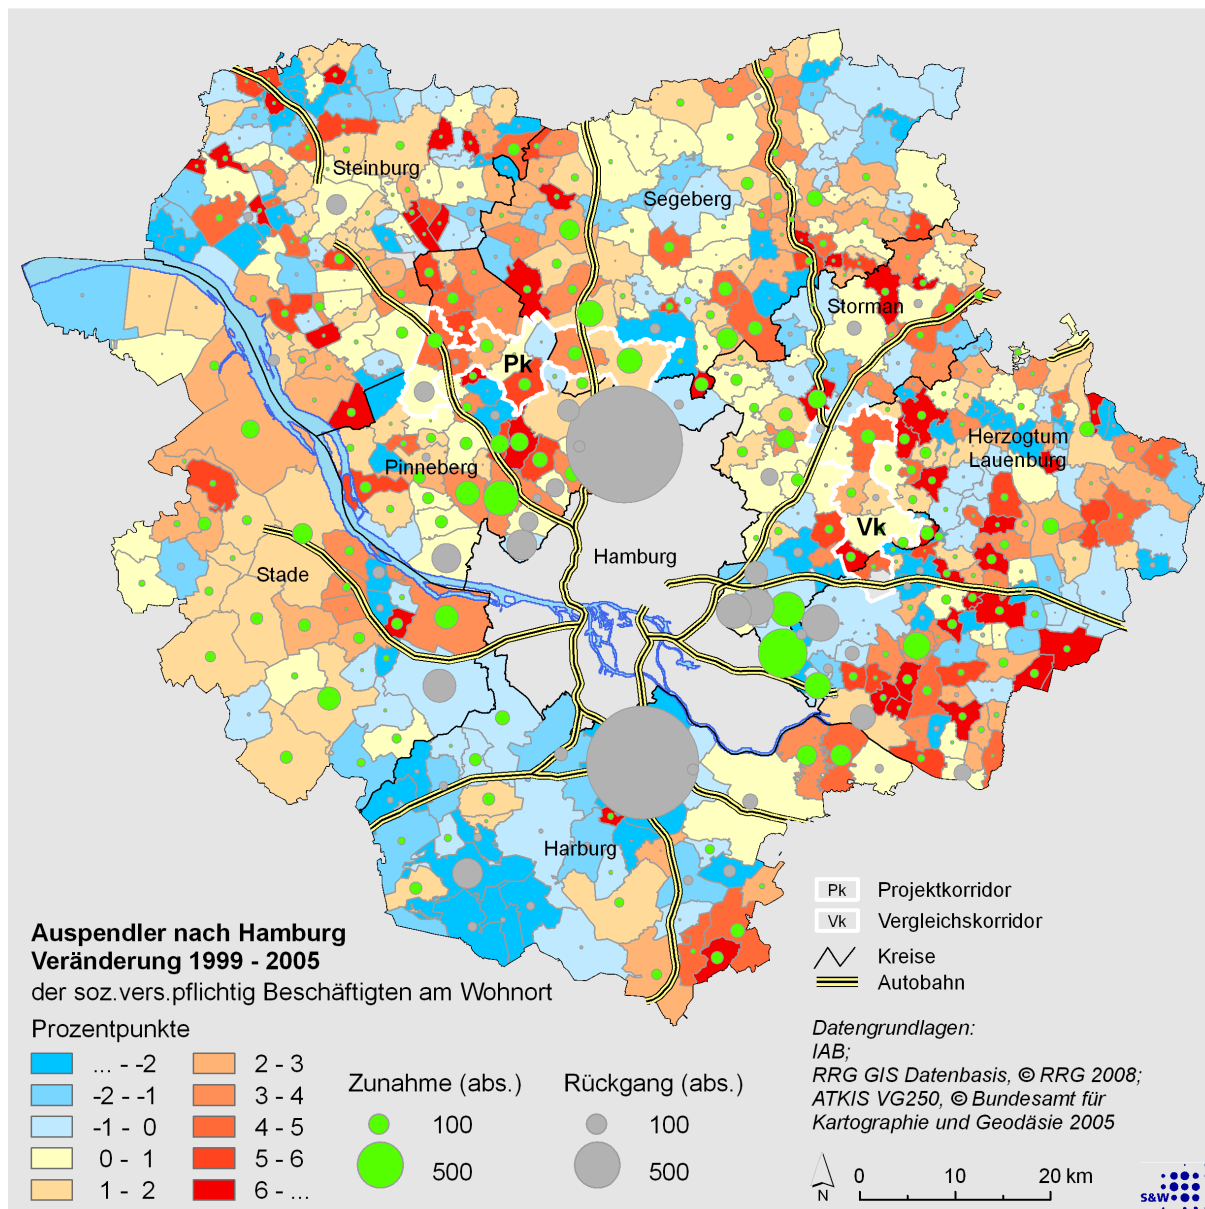 Steinburg
Segeberg
Storman
Pk
Herzogtum
Lauenburg
Pinneberg
Vk
Hamburg
Stade
Harburg
Auspendler nach Hamburg
Veränderung 1999 - 2005
der soz.vers.pflichtig Beschäftigten am Wohnort
Prozentpunkte
... - -2
-2 - -1
-1 - 0
0 - 1
1 - 2
2 - 3
3 - 4
4 - 5
5 - 6
6 - ...
Zunahme (abs.)
100
500
Rückgang (abs.)
100
500
Pk Projektkorridor
Vk Vergleichskorridor
Kreise
Autobahn
Datengrundlagen:
IAB;
RRG GIS Datenbasis, © RRG 2008;
ATKIS VG250, © Bundesamt für
Kartographie und Geodäsie 2005
N
0 10 20 km
S&W